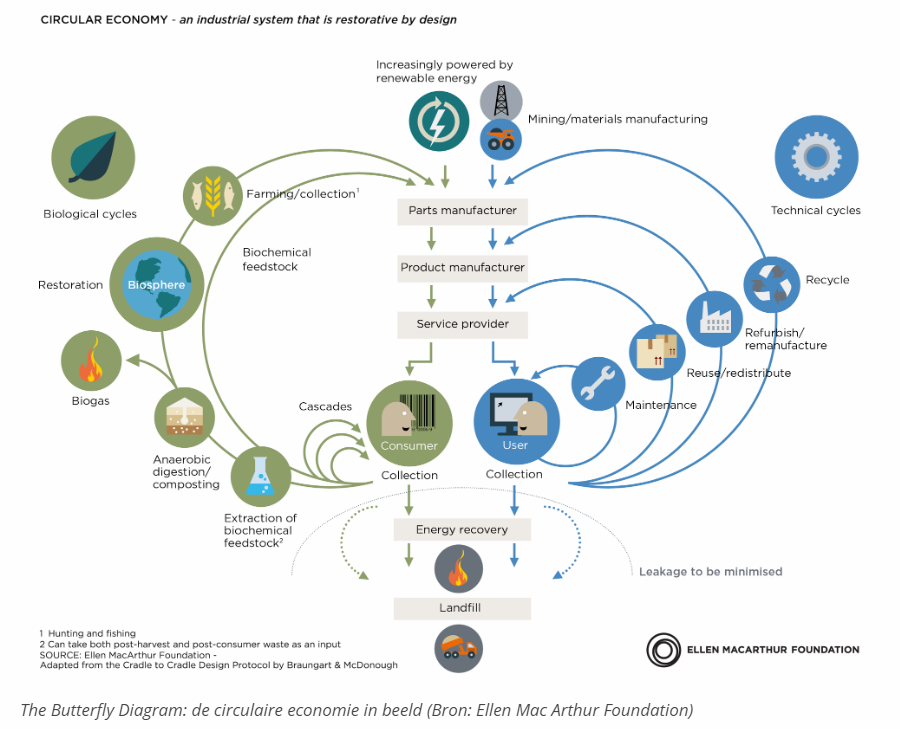 CIRCULAR ECONOMY - an industrial system that is restorative by design
Increasingly powered by
renewable energy
Mining/materials manufacturing
Biological cycles
Farming/collection1
Technical cycles
Parts manufacturer
Biochemical
feedstock
Restoration
Biosphere
Product manufacturer
Recycle
Service provider
Refurbish/
remanufacture
Biogas
Reuse/redistribute
Cascades
Maintenance
Consumer
User
Anaerobic
digestion/
composting
Collection
Collection
Extraction of
biochemical
feedstock2
Energy recovery
Leakage to be minimised
Landfill
1 Hunting and fishing
2 Can take both post-harvest and post-consumer waste as an input
SOURCE: Ellen MacArthur Foundation -
Adapted from the Cradle to Cradle Design Protocol by Braungart & McDonough
ELLEN MACARTHUR FOUNDATION
The Butterfly Diagram: de circulaire economie in beeld (Bron: Ellen Mac Arthur Foundation)